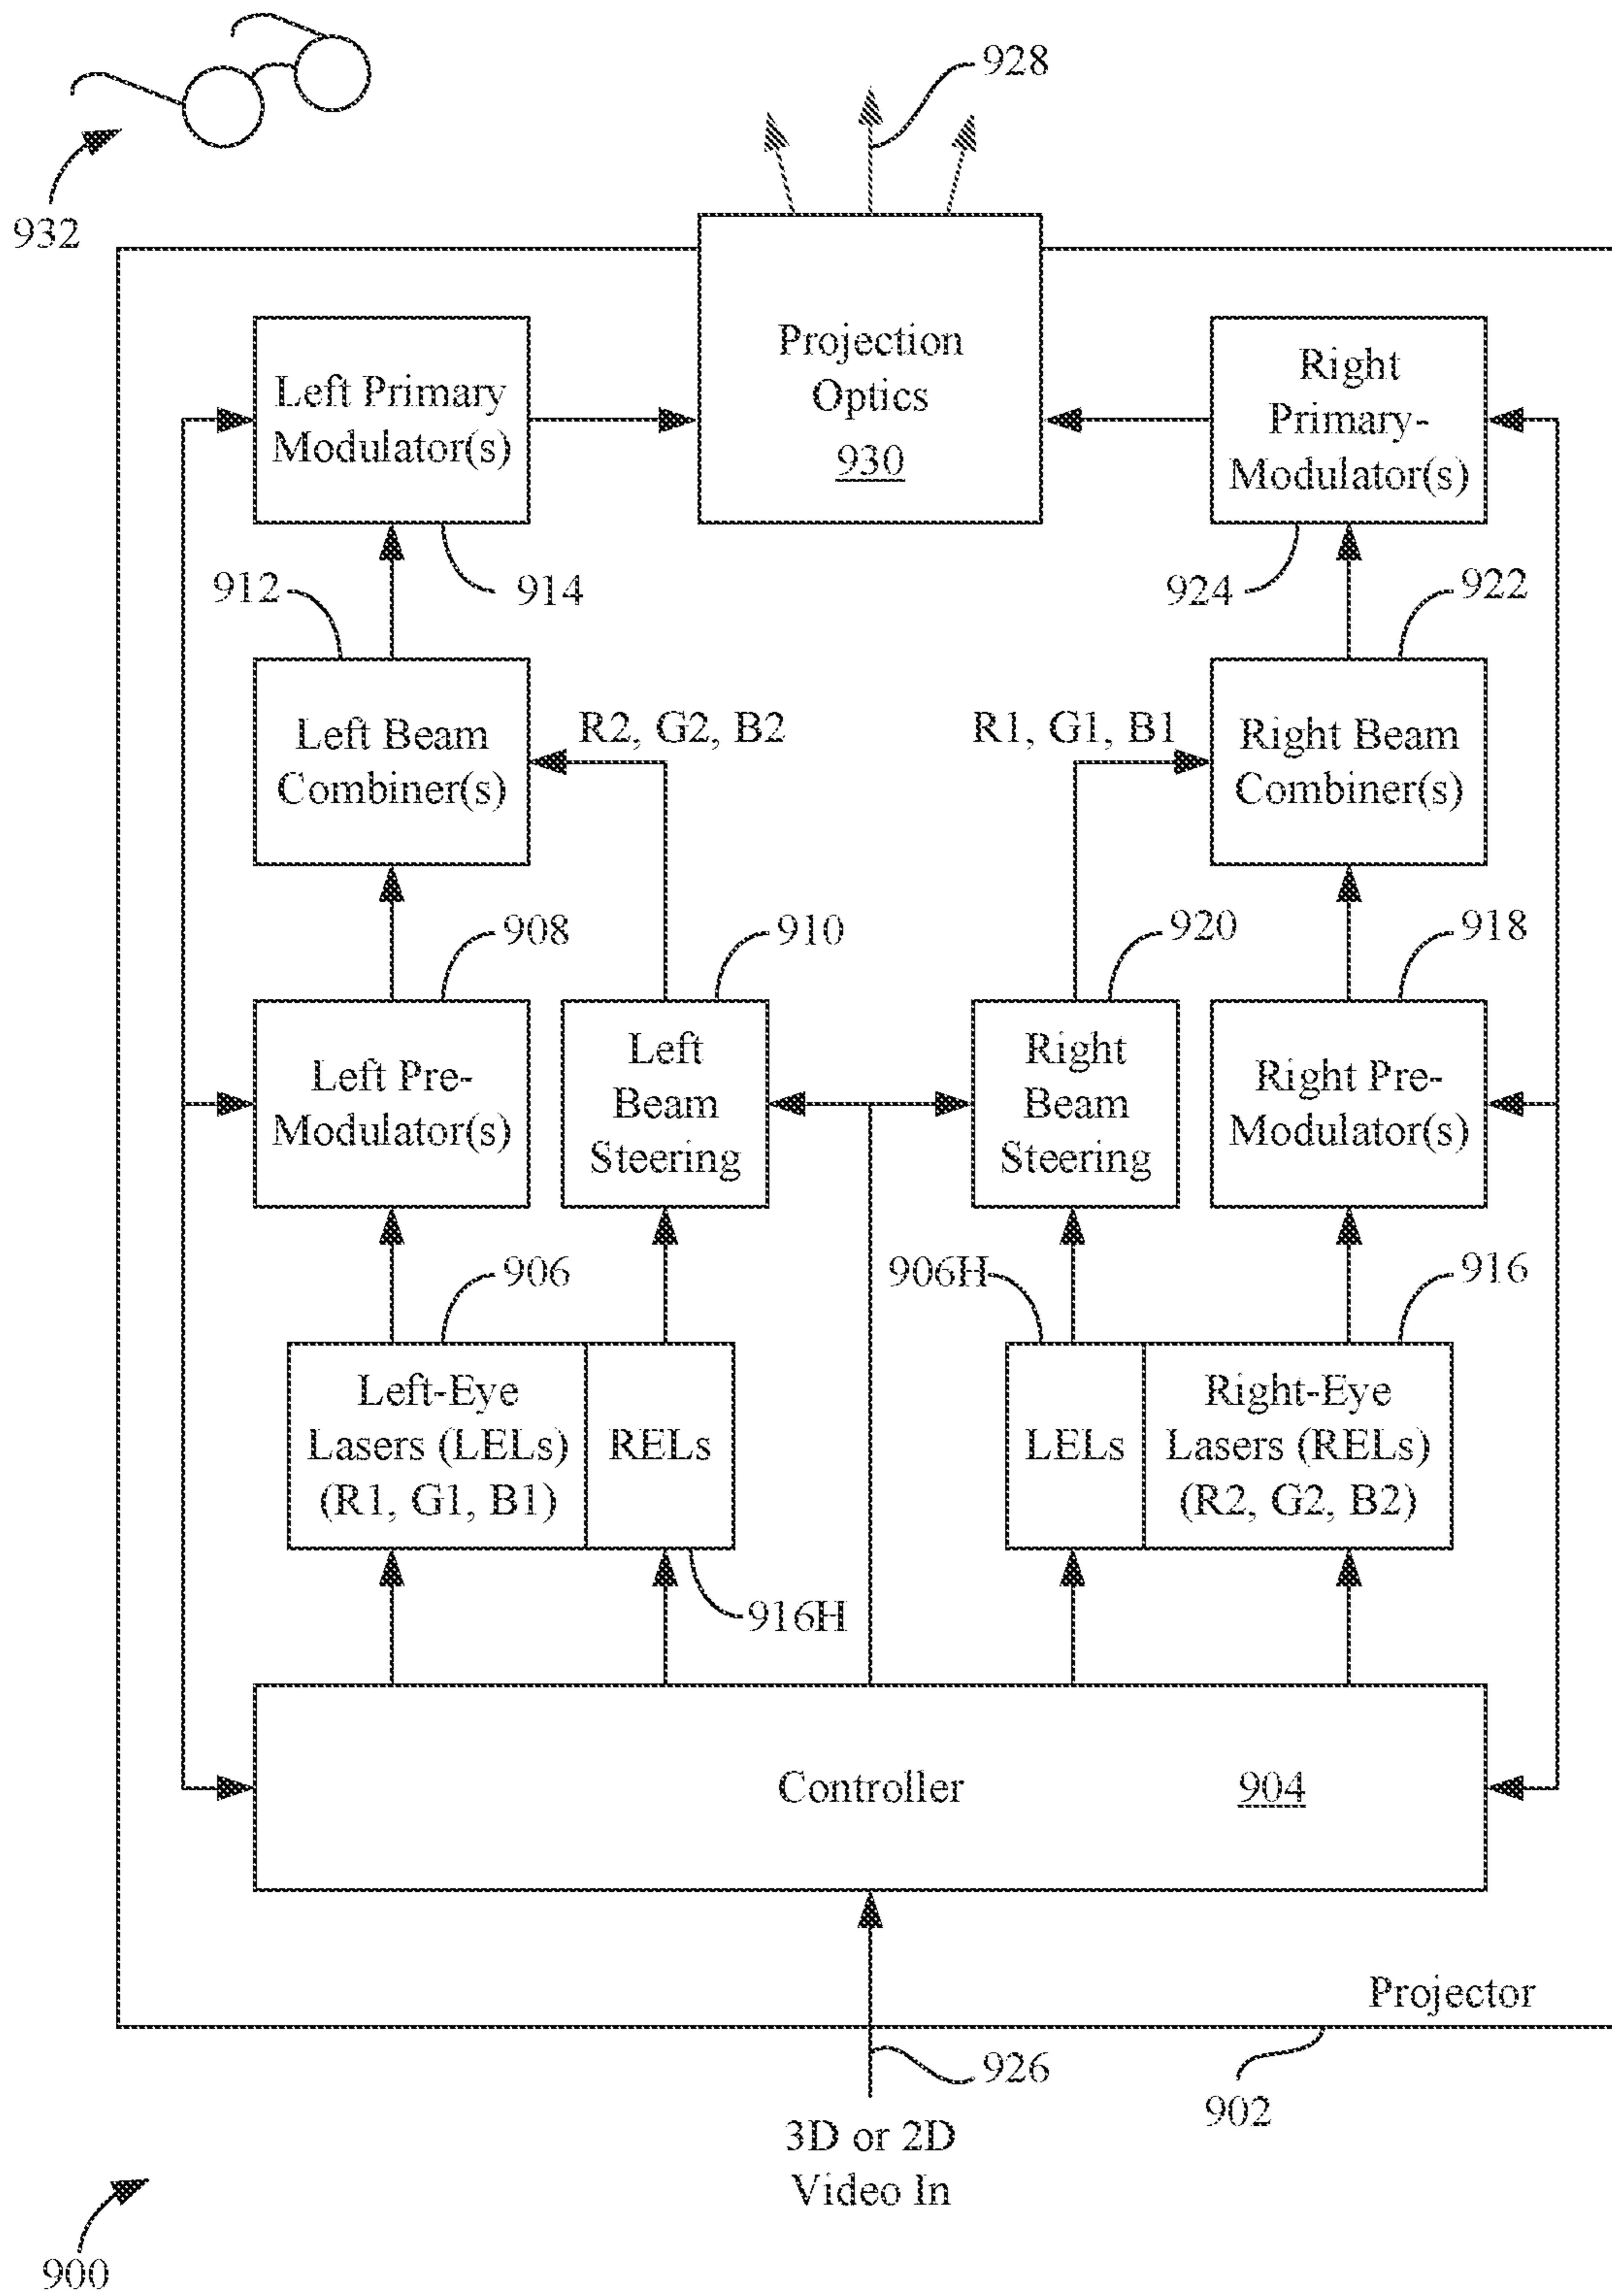 928
932
Projection
Optics
930
Left Primary
Modulator(s)
Right
Primary-
Modulator(s)
912
914
924
922
Left Beam
Combiner(s)
R2, G2, B2
R1, G1, B1
Right Beam
Combiner(s)
908
910
920
918
Left Pre-
Modulator(s)
Left
Beam
Steering
Right
Beam
Steering
Right Pre-
Modulator(s)
906
906H
916
Left-Eye
Lasers (LELs)
(R1, G1, B1)
RELs
LELs
Right-Eye
Lasers (RELs)
(R2, G2, B2)
916H
Controller
904
Projector
926
902
3D or 2D
Video In
900